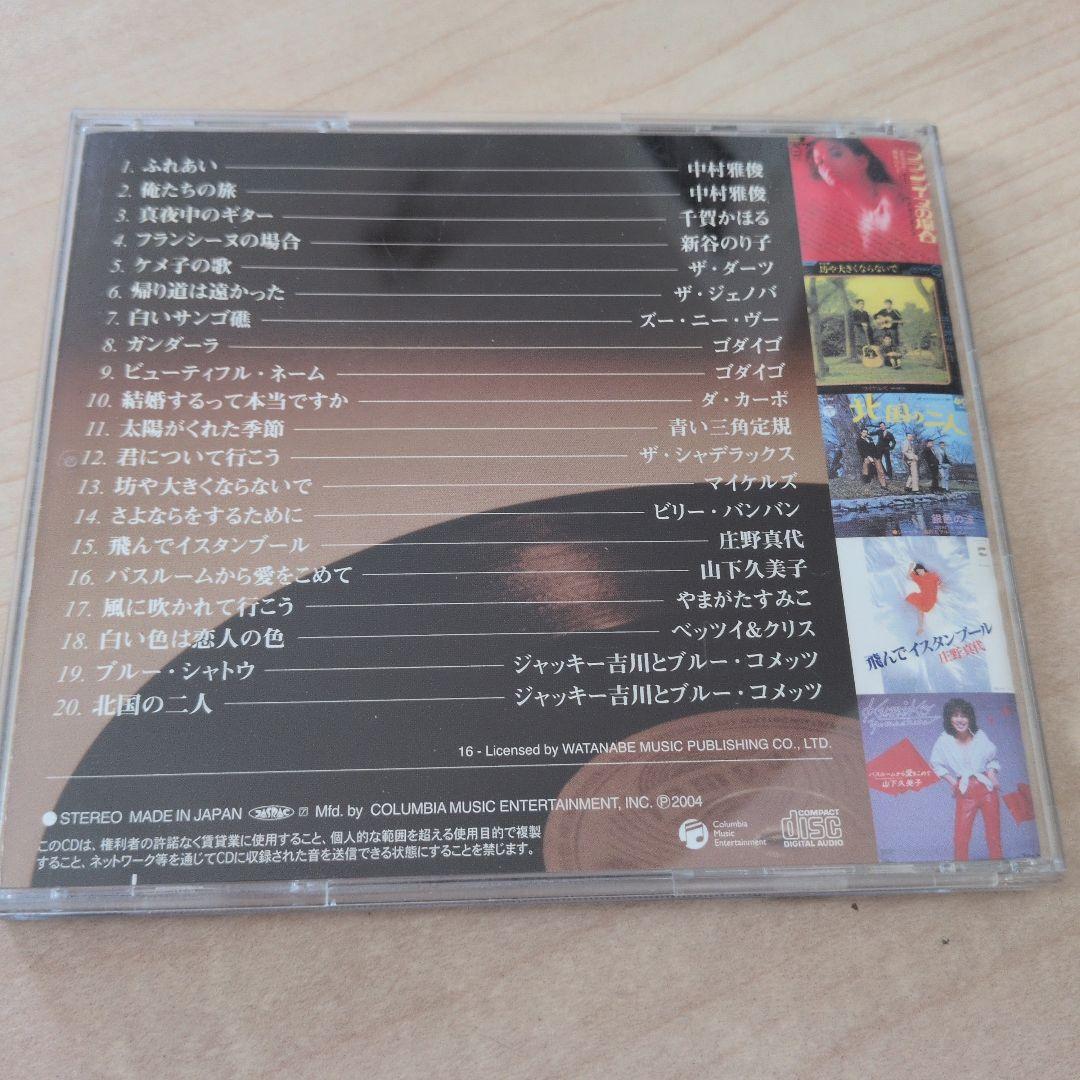 1. ふれあい 中村雅俊
2. 俺たちの旅 中村雅俊
3. 真夜中のギター 千賀かほる
4. フランシーヌの場合 新谷のり子
5. ケメ子の歌 ザ・ダーツ
6. 帰り道は遠かった ザ・ジェノバ
7. 白いサンゴ礁 ズー・ニー・ヴー
8. ガンダーラ ゴダイゴ
9. ビューティフル・ネーム ゴダイゴ
10. 結婚するって本当ですか ダ・カーポ
11. 太陽がくれた季節 青い三角定規
12. 君について行こう ザ・シャデラックス
13. 坊や大きくならないで マイケルズ
14. さよならをするために ビリー・バンバン
15. 飛んでイスタンブール 庄野真代
16. バスルームから愛をこめて 山下久美子
17. 風に吹かれて行こう やまがたすみこ
18. 白い色は恋人の色 ベッツイ&クリス
19. ブルー・シャトウ ジャッキー吉川とブルー・コメッツ
20. 北国の二人 ジャッキー吉川とブルー・コメッツ
16 - Licensed by WATANABE MUSIC PUBLISHING CO., LTD.
●STEREO MADE IN JAPAN JASRAC Mfd. by COLUMBIA MUSIC ENTERTAINMENT, INC. Ⓟ2004
このCDは、権利者の許諾なく賃貸業に使用すること、個人的な範囲を超える使用目的で複製
すること、ネットワーク等を通じてCDに収録された音を送信できる状態にすることを禁じます。
Columbia
Music
Entertainment
COMPACT
disc
DIGITAL AUDIO
フランシーヌの場合
坊や大きくならないで
北国の二人
銀色の
飛んでイスタンブール
庄野真代
バスルームから愛をこめて
山下久美子